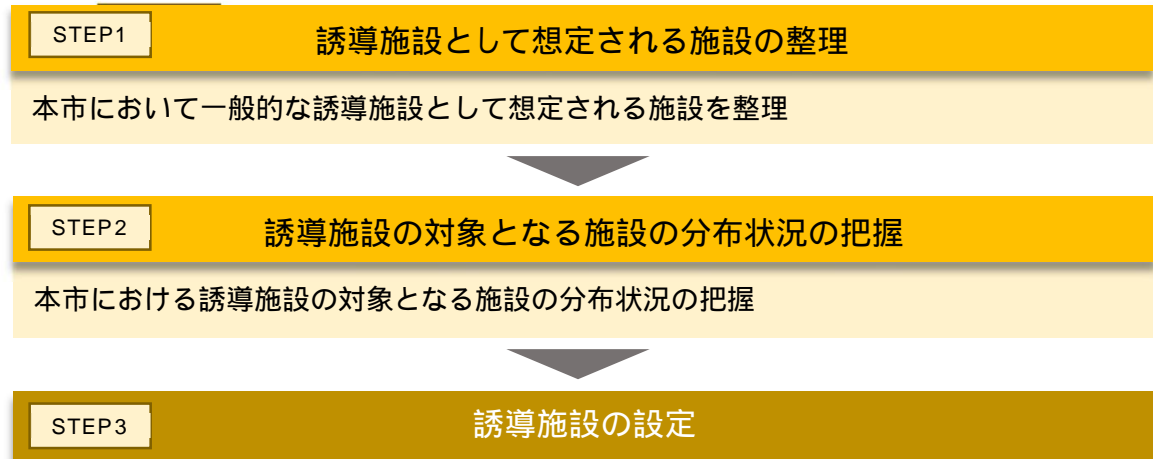 STEP1
誘導施設として想定される施設の整理
本市において一般的な誘導施設として想定される施設を整理
STEP2
誘導施設の対象となる施設の分布状況の把握
本市における誘導施設の対象となる施設の分布状況の把握
STEP3
誘導施設の設定